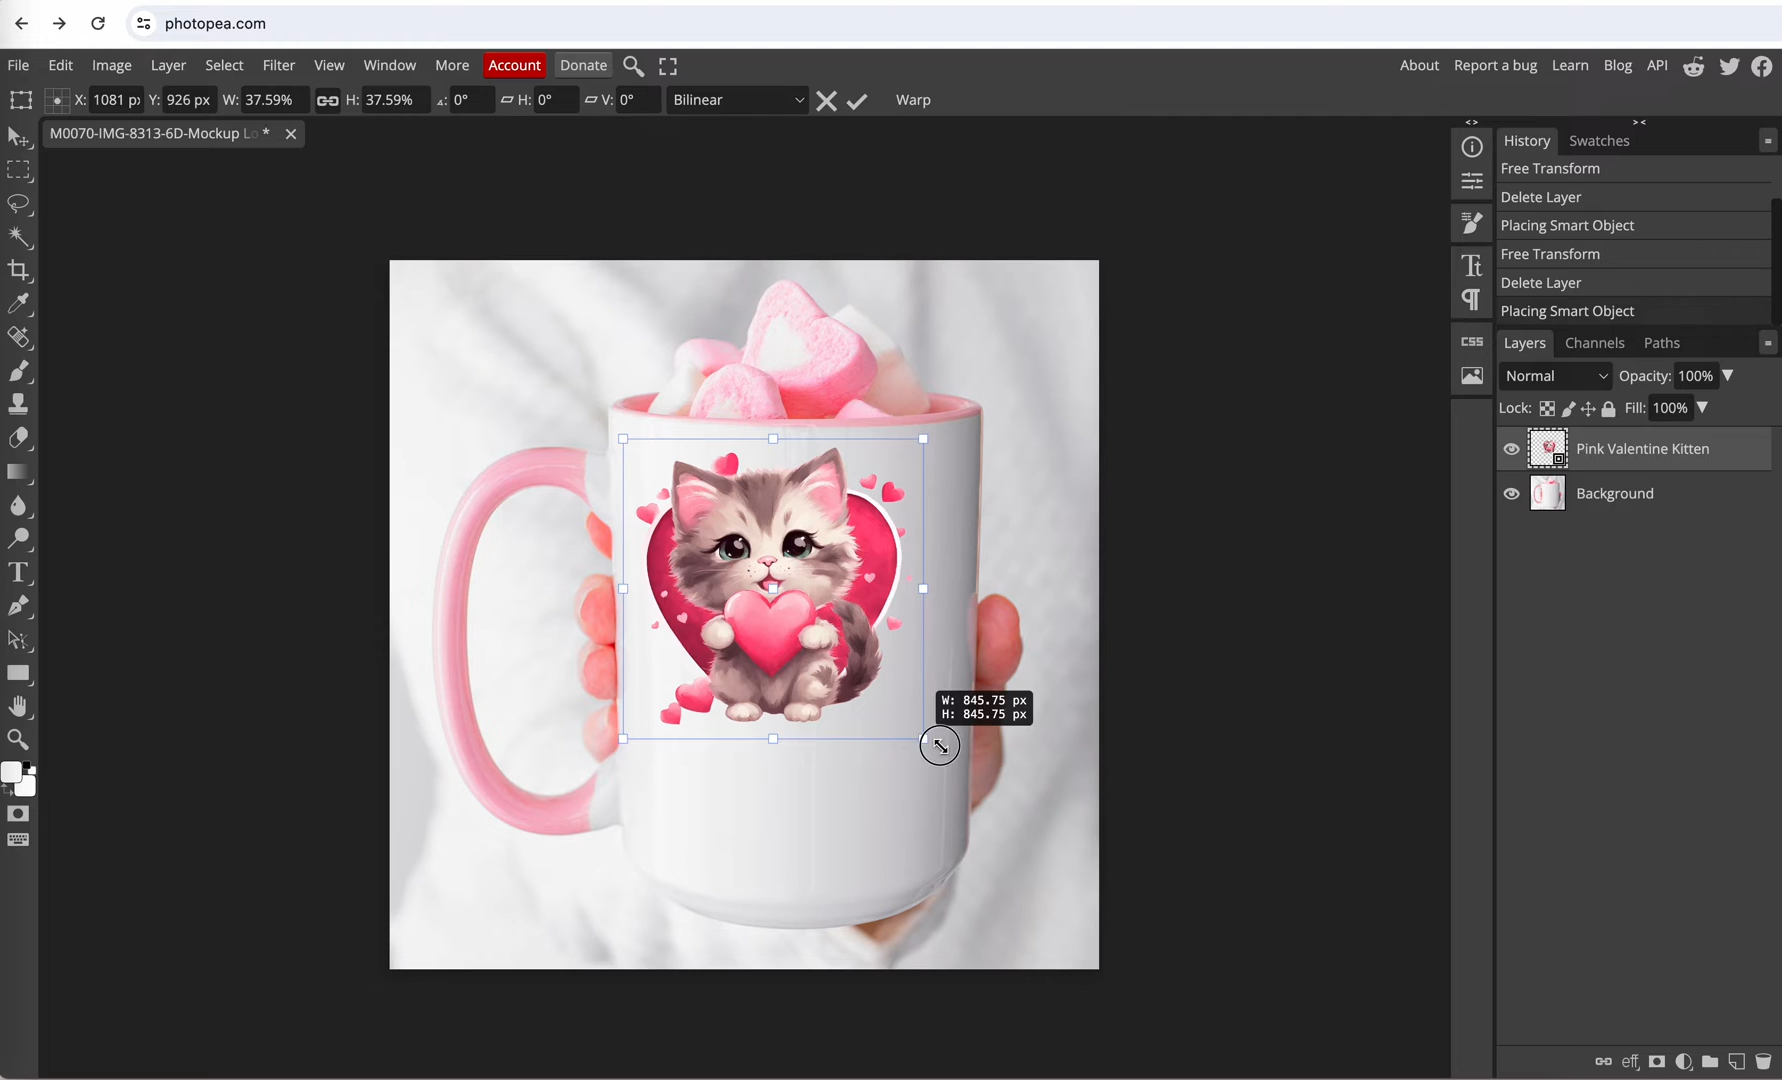 photopea.com
File Edit Image Layer Select Filter View Window More Account Donate About Report a bug Learn Blog API
X: 1081 px Y: 926 px W: 37.59% H: 37.59% 0° H: 0° V: 0° Bilinear Warp
M0070-IMG-8313-6D-Mockup Lo *
< > > <
History Swatches
Free Transform
Delete Layer
Placing Smart Object
Free Transform
Delete Layer
Placing Smart Object
Layers Channels Paths
CSS
Normal Opacity: 100%
Lock: Fill: 100%
Pink Valentine Kitten
Background
W: 845.75 px
H: 845.75 px
eff